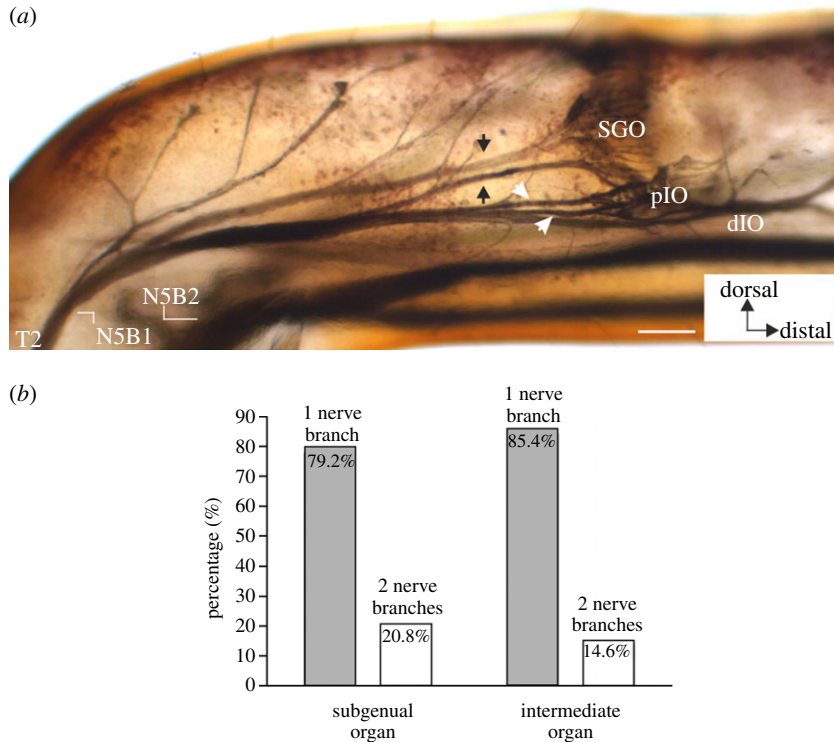 (a)
SGO
pIO
dIO
N5B2
N5B1
T2
dorsal
distal
(b)
percentage (%)
90
80
70
60
50
40
30
20
10
0
1 nerve
branch
79.2%
2 nerve
branches
20.8%
1 nerve
branch
85.4%
2 nerve
branches
14.6%
subgenual
organ
intermediate
organ